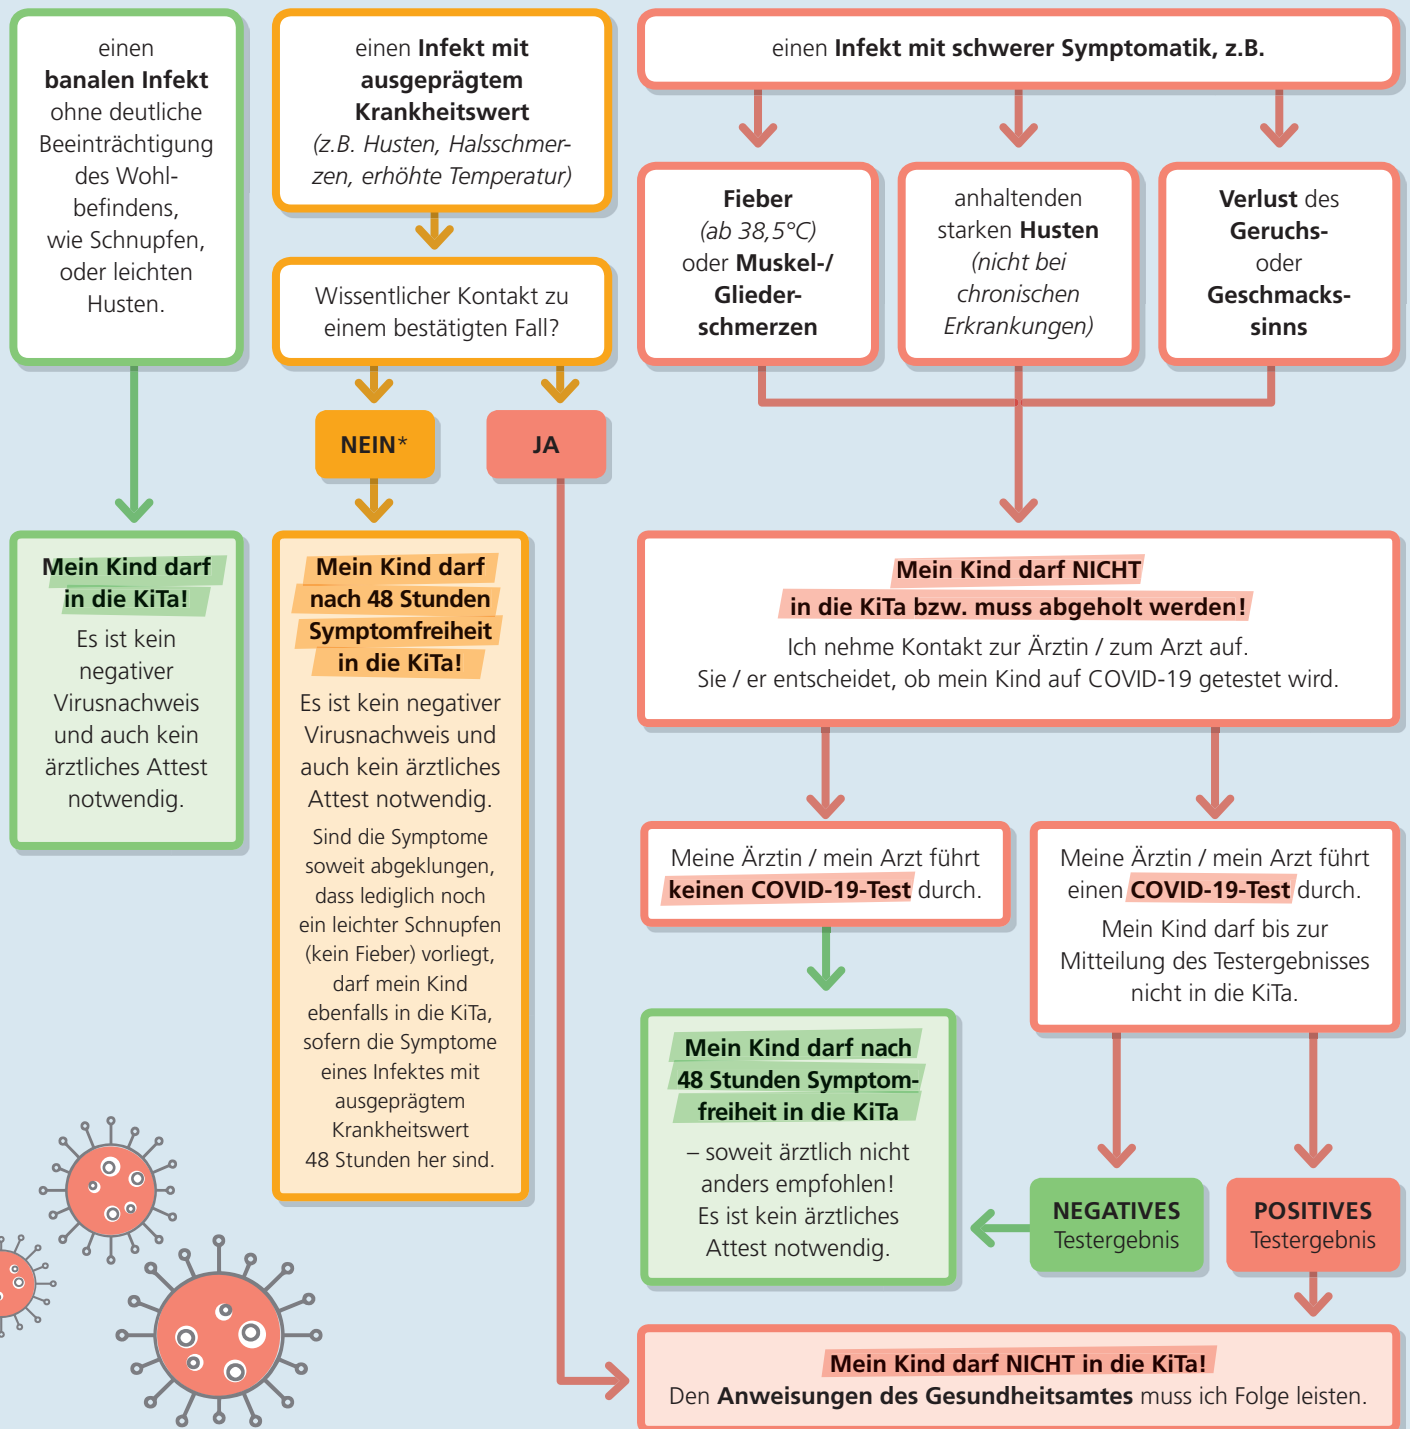 einen
banalen Infekt
ohne deutliche
Beeinträchtigung
des Wohl-
befindens,
wie Schnupfen,
oder leichten
Husten.
Mein Kind darf
in die KiTa!
Es ist kein
negativer
Virusnachweis
und auch kein
ärztliches Attest
notwendig.
einen Infekt mit
ausgeprägtem
Krankheitswert
(z.B. Husten, Halsschmer-
zen, erhöhte Temperatur)
Wissentlicher Kontakt zu
einem bestätigten Fall?
NEIN*
JA
Mein Kind darf
nach 48 Stunden
Symptomfreiheit
in die KiTa!
Es ist kein negativer
Virusnachweis und
auch kein ärztliches
Attest notwendig.
Sind die Symptome
soweit abgeklungen,
dass lediglich noch
ein leichter Schnupfen
(kein Fieber) vorliegt,
darf mein Kind
ebenfalls in die KiTa,
sofern die Symptome
eines Infektes mit
ausgeprägtem
Krankheitswert
48 Stunden her sind.
einen Infekt mit schwerer Symptomatik, z.B.
Fieber
(ab 38,5°C)
oder Muskel-/
Glieder-
schmerzen
anhaltenden
starken Husten
(nicht bei
chronischen
Erkrankungen)
Verlust des
Geruchs-
oder
Geschmacks-
sinns
Mein Kind darf NICHT
in die KiTa bzw. muss abgeholt werden!
Ich nehme Kontakt zur Ärztin / zum Arzt auf.
Sie / er entscheidet, ob mein Kind auf COVID-19 getestet wird.
Meine Ärztin / mein Arzt führt
keinen COVID-19-Test durch.
Meine Ärztin / mein Arzt führt
einen COVID-19-Test durch.
Mein Kind darf bis zur
Mitteilung des Testergebnisses
nicht in die KiTa.
Mein Kind darf nach
48 Stunden Symptom-
freiheit in die KiTa
– soweit ärztlich nicht
anders empfohlen!
Es ist kein ärztliches
Attest notwendig.
NEGATIVES
Testergebnis
POSITIVES
Testergebnis
Mein Kind darf NICHT in die KiTa!
Den Anweisungen des Gesundheitsamtes muss ich Folge leisten.